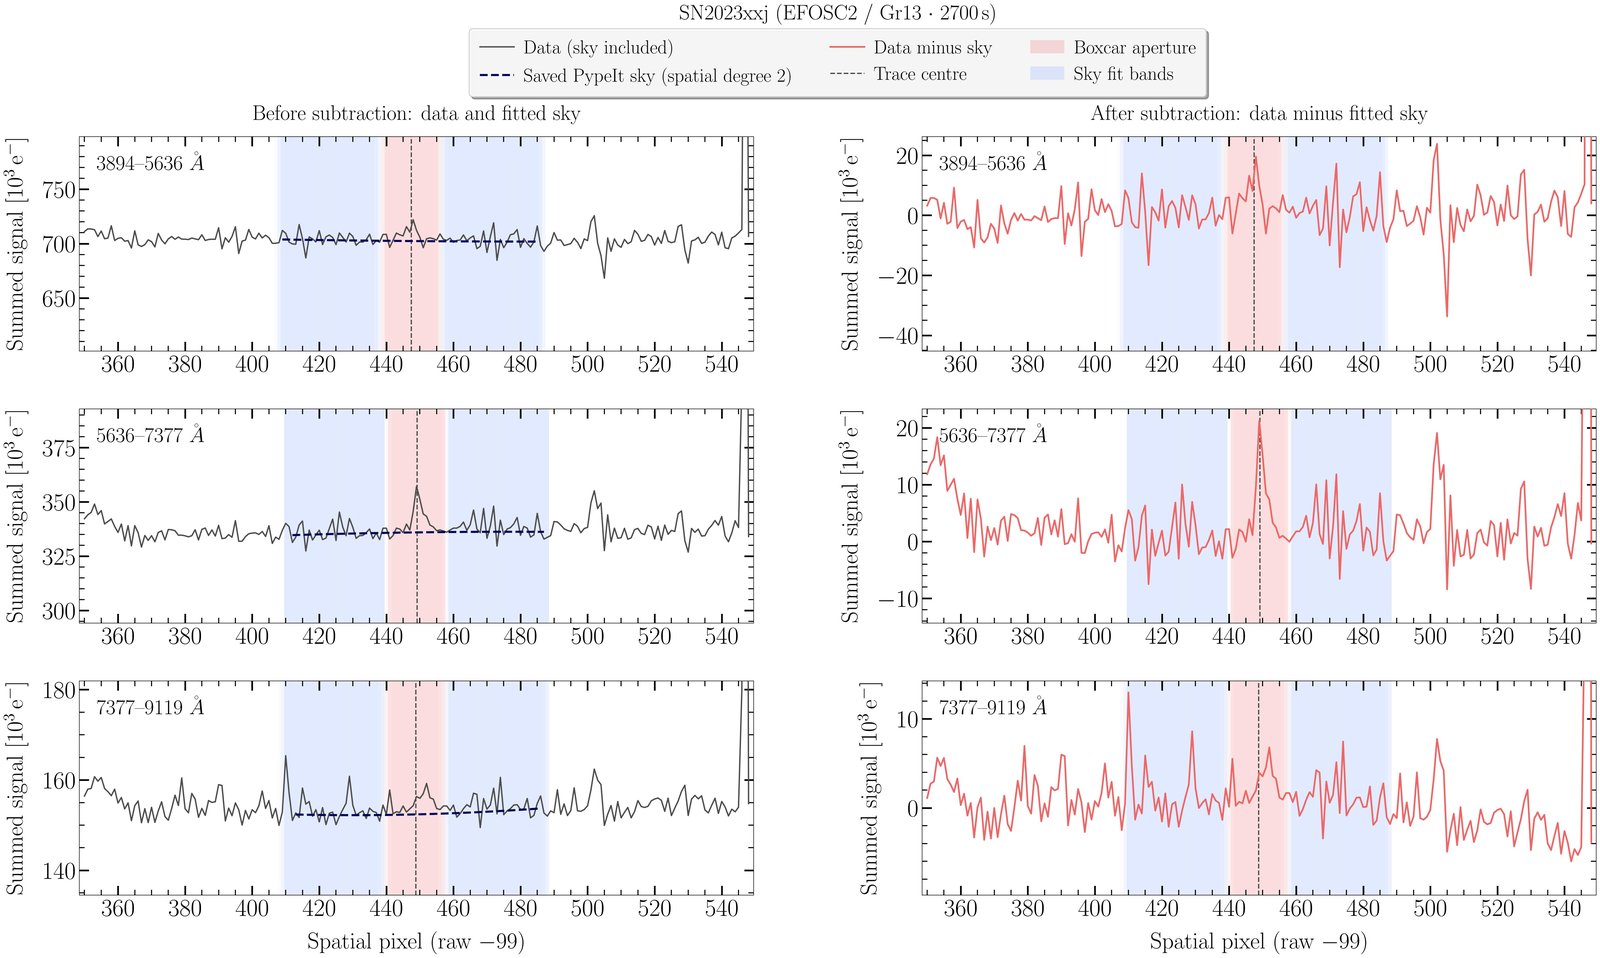 SN2023xxj (EFOSC2 / Gr13 · 2700 s)
Data (sky included)
Data minus sky
Boxcar aperture
Saved PypeIt sky (spatial degree 2)
Trace centre
Sky fit bands
Before subtraction: data and fitted sky
After subtraction: data minus fitted sky
Summed signal [10³ e⁻]
3894–5636 Å
750
700
650
360 380 400 420 440 460 480 500 520 540
Summed signal [10³ e⁻]
3894–5636 Å
20
0
−20
−40
360 380 400 420 440 460 480 500 520 540
Summed signal [10³ e⁻]
5636–7377 Å
375
350
325
300
360 380 400 420 440 460 480 500 520 540
Summed signal [10³ e⁻]
5636–7377 Å
20
10
0
−10
360 380 400 420 440 460 480 500 520 540
Summed signal [10³ e⁻]
7377–9119 Å
180
160
140
360 380 400 420 440 460 480 500 520 540
Spatial pixel (raw −99)
Summed signal [10³ e⁻]
7377–9119 Å
10
0
360 380 400 420 440 460 480 500 520 540
Spatial pixel (raw −99)